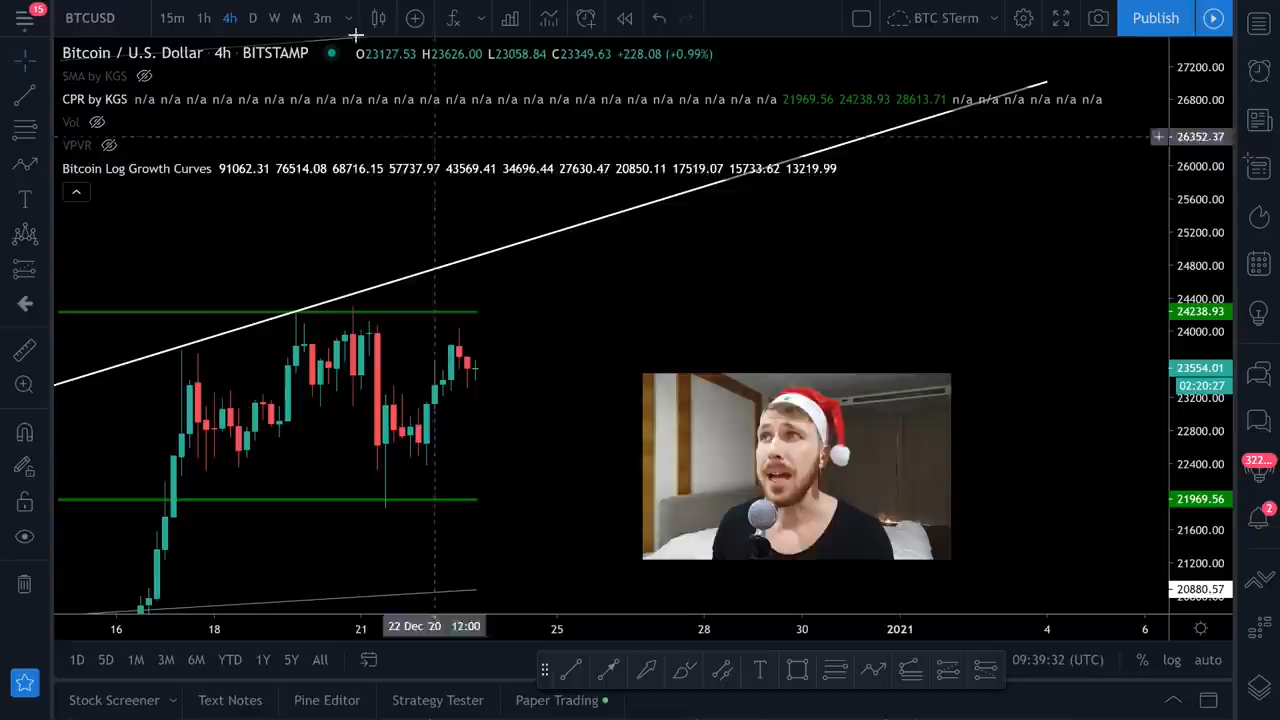 15
BTCUSD 15m 1h 4h D W M 3m BTC STerm Publish
Bitcoin / U.S. Dollar 4h BITSTAMP O23127.53 H23626.00 L23058.84 C23349.63 +228.08 (+0.99%)
SMA by KGS
CPR by KGS n/a n/a n/a n/a n/a n/a n/a n/a n/a n/a n/a n/a n/a n/a n/a n/a n/a n/a n/a n/a n/a n/a n/a n/a n/a 21969.56 24238.93 28613.71 n/a n/a n/a n/a n/a n/a
Vol
VPVR
Bitcoin Log Growth Curves 91062.31 76514.08 68716.15 57737.97 43569.41 34696.44 27630.47 20850.11 17519.07 15733.62 13219.99
27200.00
26800.00
26352.37
26000.00
25600.00
25200.00
24800.00
24400.00
24238.93
24000.00
23554.01
02:20:27
23200.00
22800.00
22400.00
322...
21969.56
2
21600.00
21200.00
20880.57
16 18 21 22 Dec '20 12:00 25 28 30 2021 4 6
1D 5D 1M 3M 6M YTD 1Y 5Y All 09:39:32 (UTC) % log auto
Stock Screener Text Notes Pine Editor Strategy Tester Paper Trading